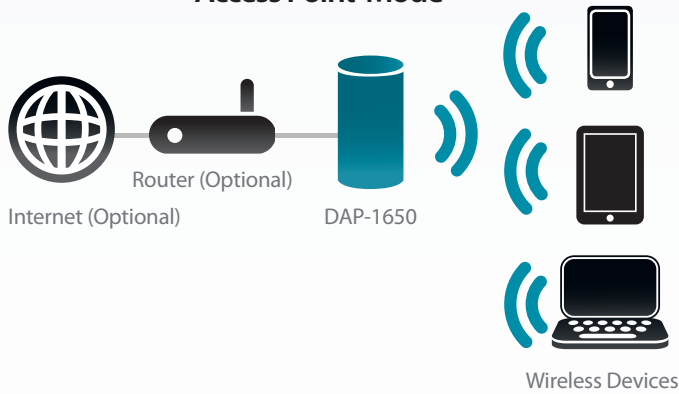 Access Point Mode
Router (Optional)
Internet (Optional)
DAP-1650
Wireless Devices